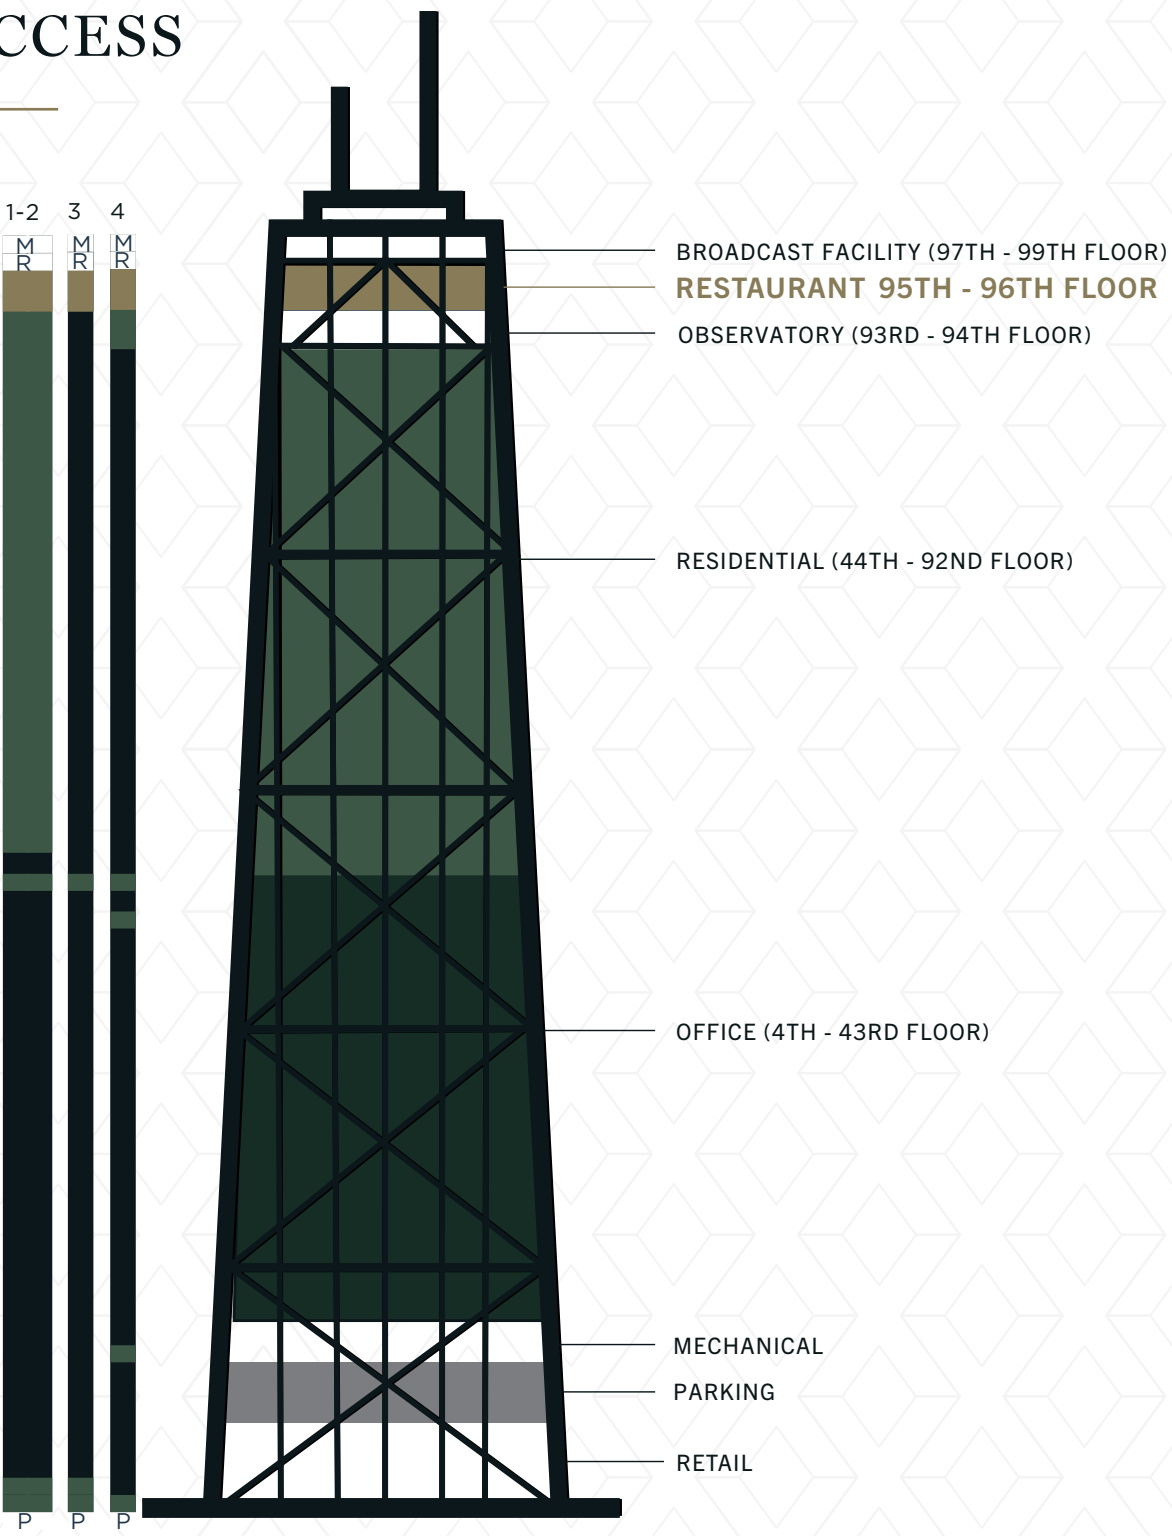 CCESS
1-2 3 4
M M M
R R R
BROADCAST FACILITY (97TH - 99TH FLOOR)
RESTAURANT 95TH - 96TH FLOOR
OBSERVATORY (93RD - 94TH FLOOR)
RESIDENTIAL (44TH - 92ND FLOOR)
OFFICE (4TH - 43RD FLOOR)
MECHANICAL
PARKING
RETAIL
P P P